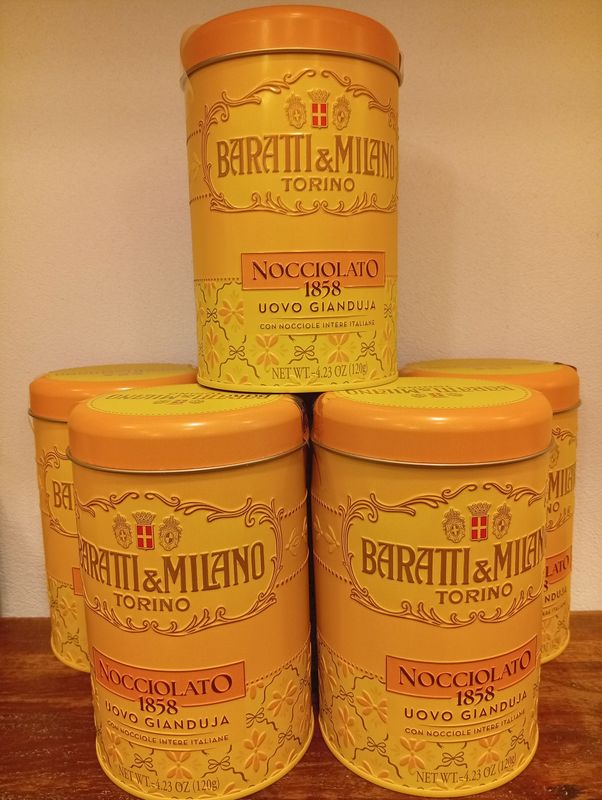 BARATTI&MILANO
TORINO
NOCCIOLATO
1858
UOVO GIANDUJA
CON NOCCIOLE INTERE ITALIANE
NET WT.-4.23 OZ (120g)
BARATTI&MILANO
TORINO
NOCCIOLATO
1858
UOVO GIANDUJA
CON NOCCIOLE INTERE ITALIANE
NET WT.-4.23 OZ (120g)
BARATTI&MILAN
TORINO
NOCCIOLATO
1858
UOVO GIANDUJA
CON NOCCIOLE INTERE ITALIANE
NET WT.-4.23 OZ (120g)